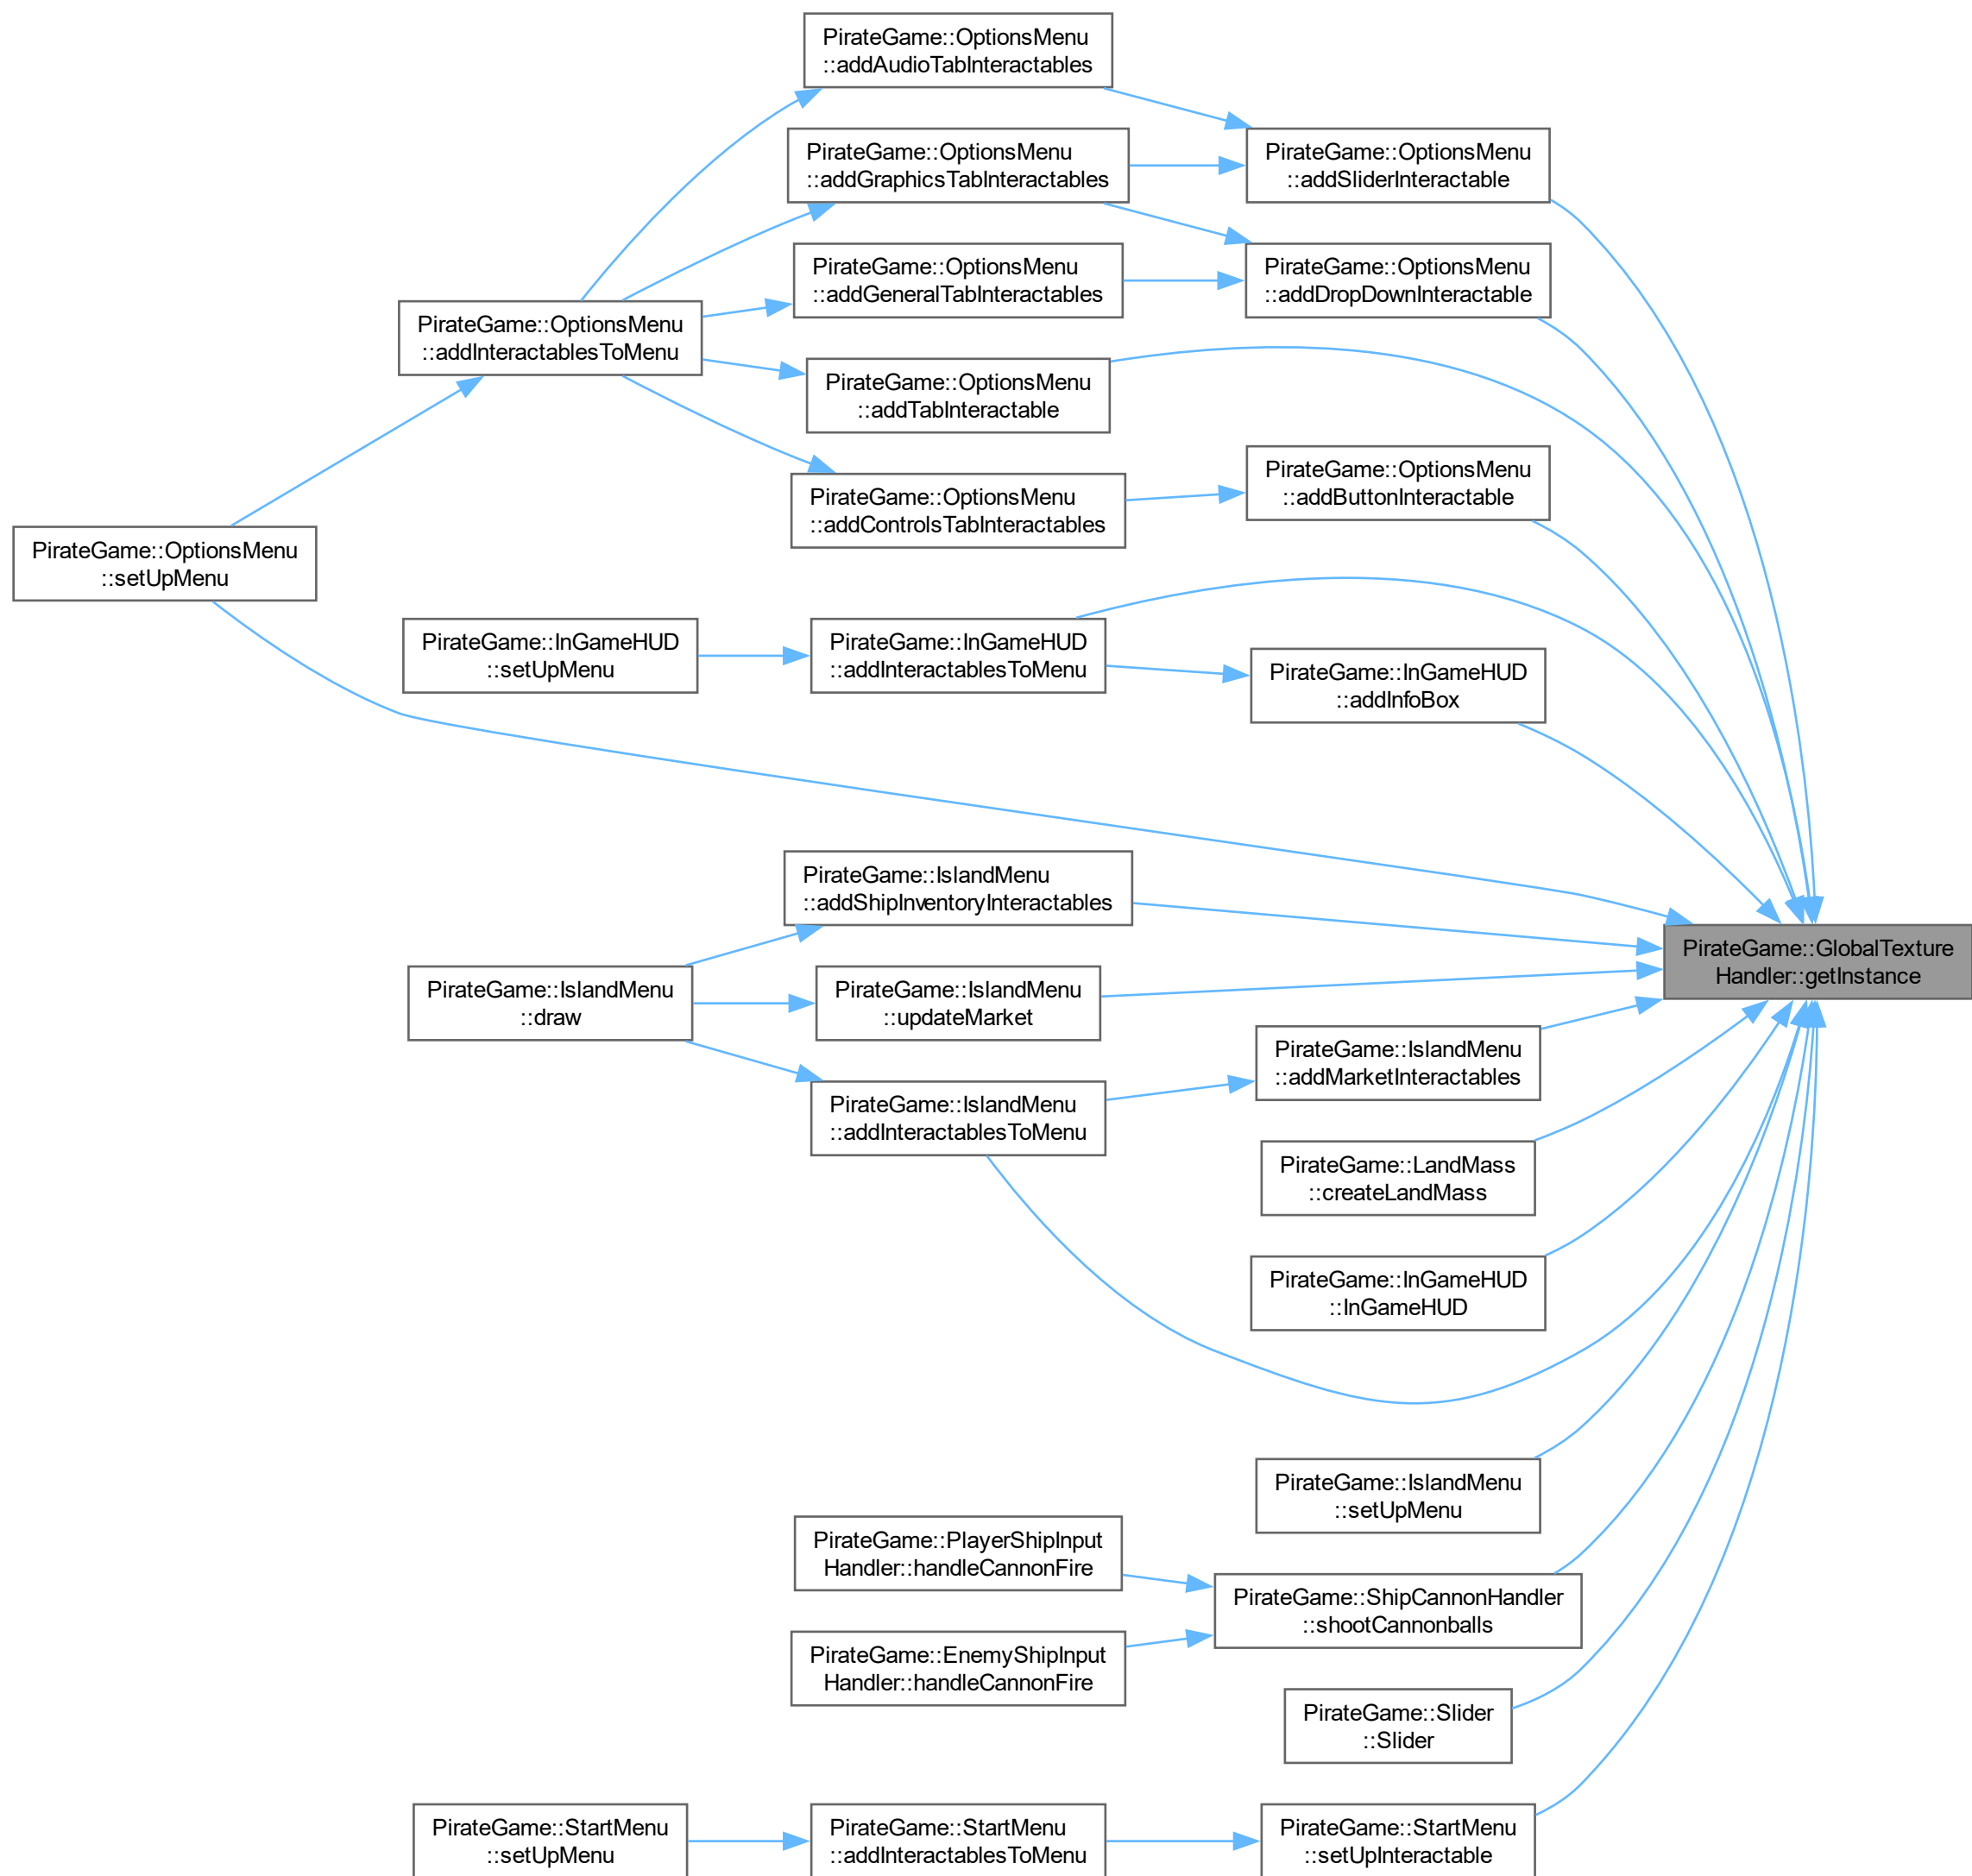 PirateGame::OptionsMenu
::addAudioTabInteractables
PirateGame::OptionsMenu
::addGraphicsTabInteractables
PirateGame::OptionsMenu
::addSliderInteractable
PirateGame::OptionsMenu
::addGeneralTabInteractables
PirateGame::OptionsMenu
::addDropDownInteractable
PirateGame::OptionsMenu
::addInteractablesToMenu
PirateGame::OptionsMenu
::addTabInteractable
PirateGame::OptionsMenu
::addControlsTabInteractables
PirateGame::OptionsMenu
::addButtonInteractable
PirateGame::OptionsMenu
::setUpMenu
PirateGame::InGameHUD
::setUpMenu
PirateGame::InGameHUD
::addInteractablesToMenu
PirateGame::InGameHUD
::addInfoBox
PirateGame::IslandMenu
::addShipInventoryInteractables
PirateGame::GlobalTexture
Handler::getInstance
PirateGame::IslandMenu
::draw
PirateGame::IslandMenu
::updateMarket
PirateGame::IslandMenu
::addMarketInteractables
PirateGame::IslandMenu
::addInteractablesToMenu
PirateGame::LandMass
::createLandMass
PirateGame::InGameHUD
::InGameHUD
PirateGame::IslandMenu
::setUpMenu
PirateGame::PlayerShipInput
Handler::handleCannonFire
PirateGame::ShipCannonHandler
::shootCannonballs
PirateGame::EnemyShipInput
Handler::handleCannonFire
PirateGame::Slider
::Slider
PirateGame::StartMenu
::setUpMenu
PirateGame::StartMenu
::addInteractablesToMenu
PirateGame::StartMenu
::setUpInteractable